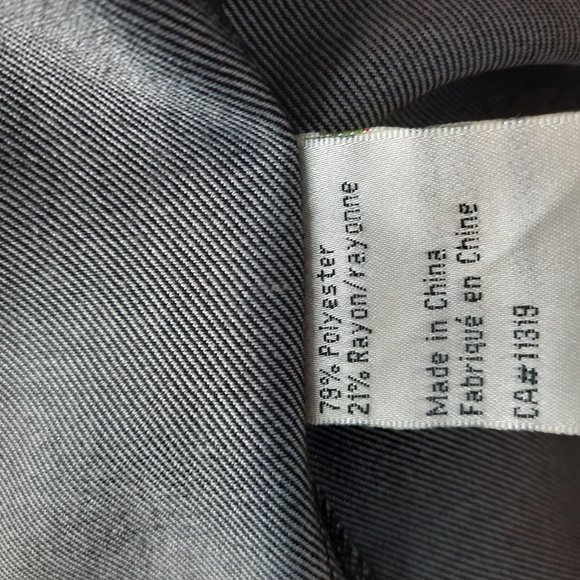 79% Polyester
21% Rayon/rayonne
Made in China
Fabriqué en Chine
CA# 11319